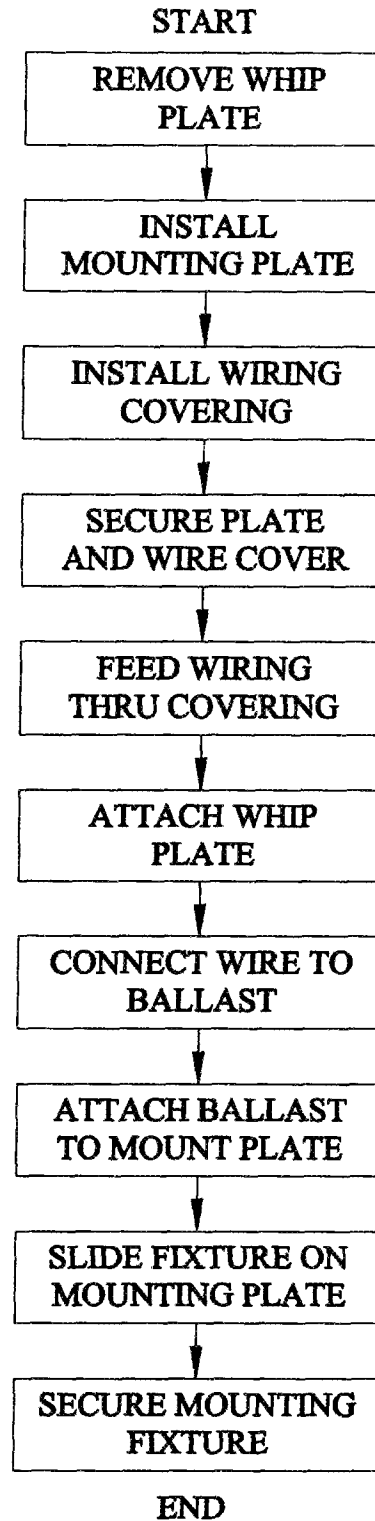 START
REMOVE WHIP
PLATE
INSTALL
MOUNTING PLATE
INSTALL WIRING
COVERING
SECURE PLATE
AND WIRE COVER
FEED WIRING
THRU COVERING
ATTACH WHIP
PLATE
CONNECT WIRE TO
BALLAST
ATTACH BALLAST
TO MOUNT PLATE
SLIDE FIXTURE ON
MOUNTING PLATE
SECURE MOUNTING
FIXTURE
END